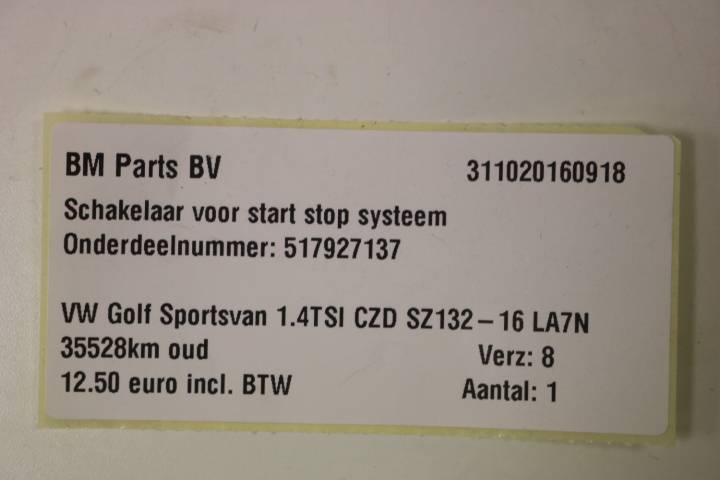 BM Parts BV 311020160918
Schakelaar voor start stop systeem
Onderdeelnummer: 517927137
VW Golf Sportsvan 1.4TSI CZD SZ132-16 LA7N
35528km oud Verz: 8
12.50 euro incl. BTW Aantal: 1